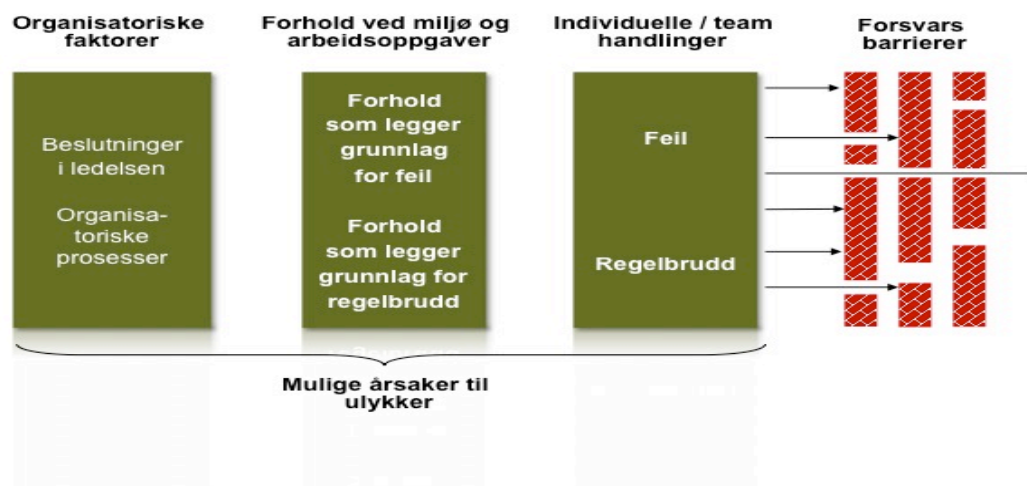 Organisatoriske
faktorer
Forhold ved miljø og
arbeidsoppgaver
Individuelle / team
handlinger
Forsvars
barrierer
Beslutninger
i ledelsen
Organisa-
toriske
prosesser
Forhold
som legger
grunnlag
for feil
Forhold
som legger
grunnlag for
regelbrudd
Feil
Regelbrudd
Mulige årsaker til
ulykker